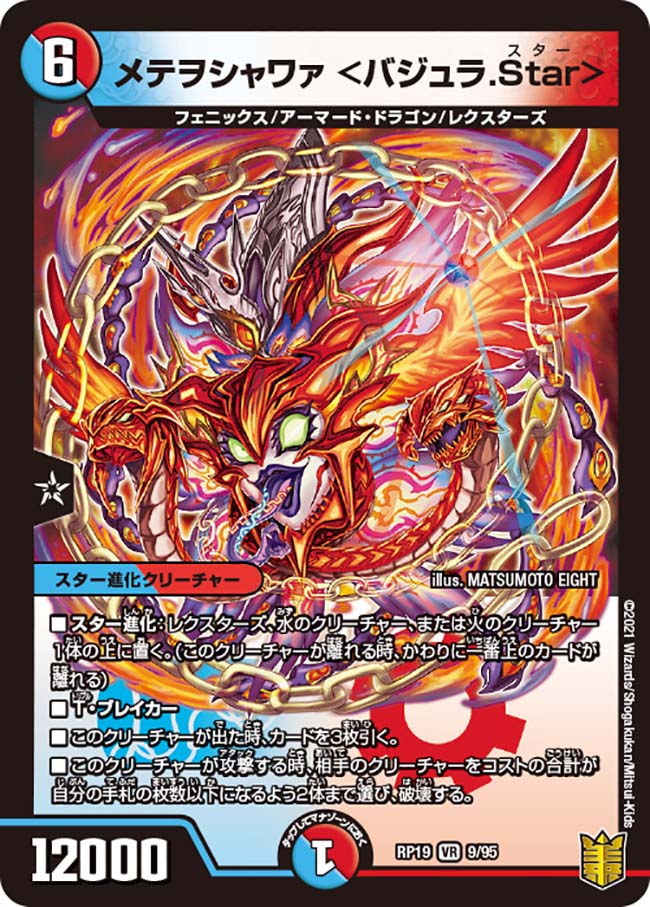 6
スター
メテヲシャワァ <バジュラ.Star>
フェニックス/アーマード・ドラゴン/レクスターズ
スター進化クリーチャー
illus. MATSUMOTO EIGHT
■ スター進化:レクスターズ、水のクリーチャー、または火のクリーチャー
1体の上に置く。(このクリーチャーが離れる時、かわりに一番上のカードが
離れる)
■ T・ブレイカー
■ このクリーチャーが出た時、カードを3枚引く。
■ このクリーチャーが攻撃する時、相手のクリーチャーをコストの合計が
自分の手札の枚数以下になるよう2体まで選び、破壊する。
©2021 Wizards/Shogakukan/Mitsui-Kids
タップしてマナゾーンにおく
12000
1
RP19 VR 9/95